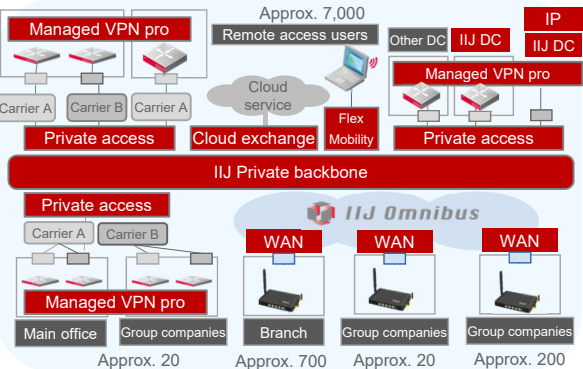 Approx. 7,000
Remote access users
Managed VPN pro
Carrier A
Carrier B
Carrier A
Private access
Cloud
service
Cloud exchange
Flex
Mobility
Other DC
IIJ DC
IP
IIJ DC
Managed VPN pro
Private access
IIJ Private backbone
Private access
Carrier A
Carrier B
Managed VPN pro
Main office
Group companies
Approx. 20
IIJ Omnibus
WAN
Branch
Approx. 700
WAN
Group companies
Approx. 20
WAN
Group companies
Approx. 200